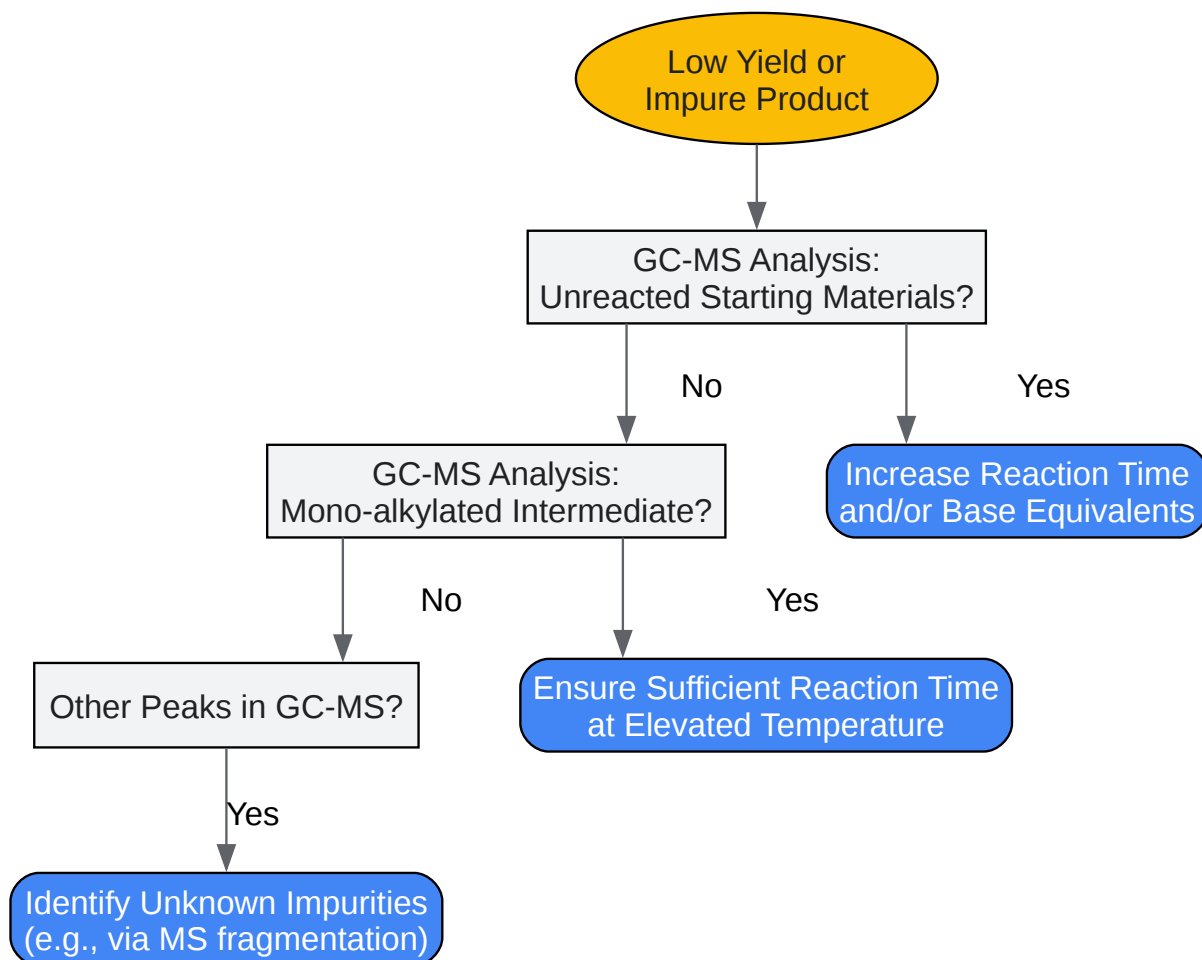 Low Yield or
Impure Product
GC-MS Analysis:
Unreacted Starting Materials?
No
Yes
GC-MS Analysis:
Mono-alkylated Intermediate?
Increase Reaction Time
and/or Base Equivalents
No
Yes
Other Peaks in GC-MS?
Ensure Sufficient Reaction Time
at Elevated Temperature
Yes
Identify Unknown Impurities
(e.g., via MS fragmentation)